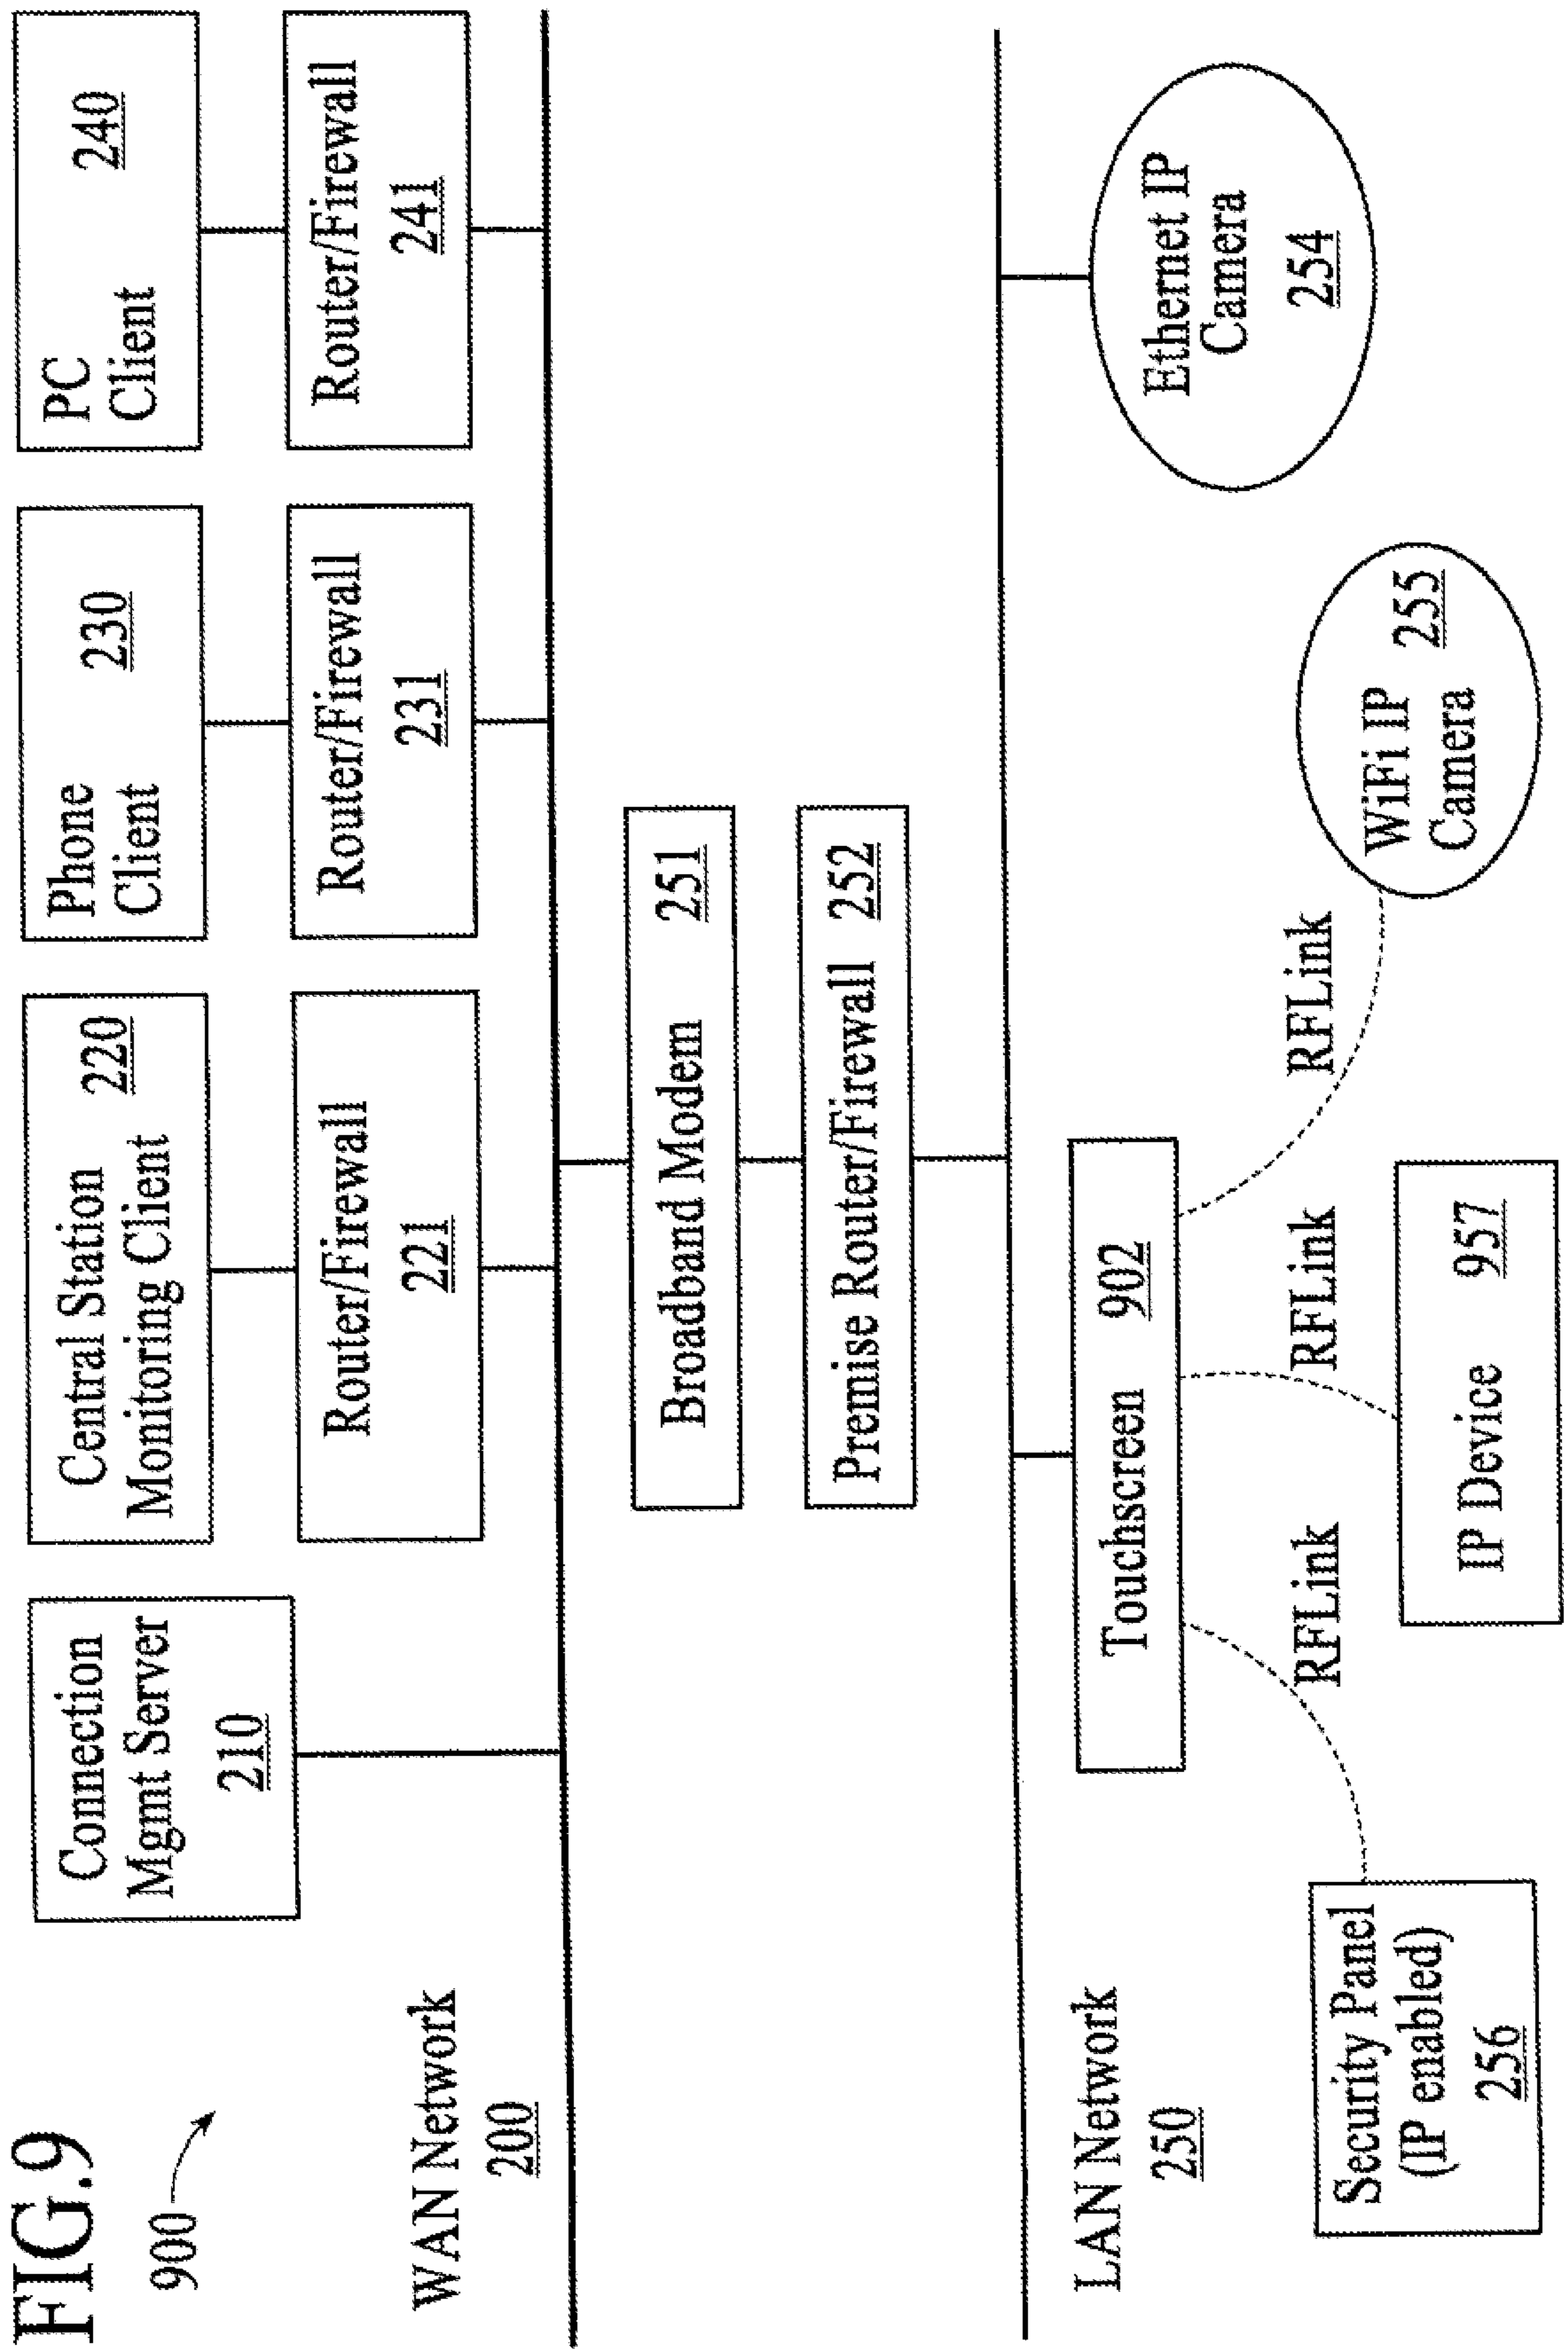 FIG.9
900
Connection
Mgmt Server
210
Central Station
Monitoring Client
220
Phone
Client
230
PC
Client
240
Router/Firewall
221
Router/Firewall
231
Router/Firewall
241
WAN Network
200
Broadband Modem 251
Premise Router/Firewall 252
LAN Network
250
Touchscreen 902
Ethernet IP
Camera
254
RFLink
RFLink
RFLink
Security Panel
(IP enabled)
256
IP Device 957
WiFi IP
Camera
255